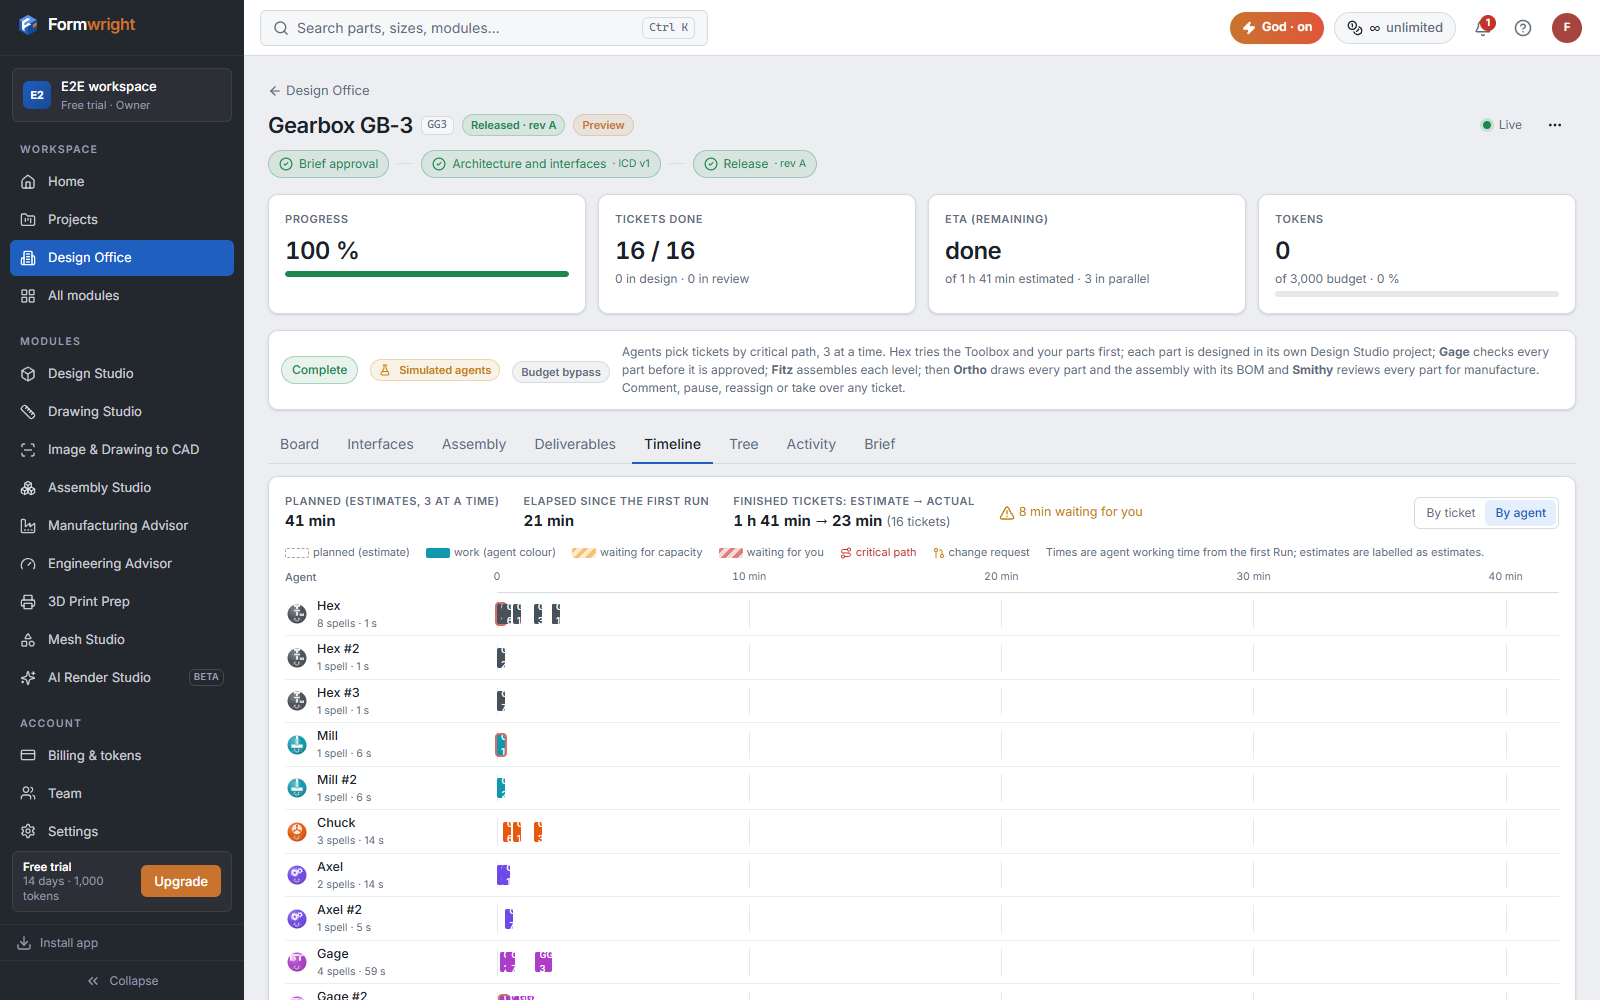 Formwright
Search parts, sizes, modules...
Ctrl K
God · on
∞ unlimited
1
F
E2
E2E workspace
Free trial · Owner
WORKSPACE
Home
Projects
Design Office
All modules
MODULES
Design Studio
Drawing Studio
Image & Drawing to CAD
Assembly Studio
Manufacturing Advisor
Engineering Advisor
3D Print Prep
Mesh Studio
AI Render Studio
BETA
ACCOUNT
Billing & tokens
Team
Settings
Free trial
14 days · 1,000
tokens
Upgrade
Install app
Collapse
Design Office
Gearbox GB-3
GG3
Released · rev A
Preview
Live
Brief approval
Architecture and interfaces · ICD v1
Release · rev A
PROGRESS
100 %
TICKETS DONE
16 / 16
0 in design · 0 in review
ETA (REMAINING)
done
of 1 h 41 min estimated · 3 in parallel
TOKENS
0
of 3,000 budget · 0 %
Complete
Simulated agents
Budget bypass
Agents pick tickets by critical path, 3 at a time. Hex tries the Toolbox and your parts first; each part is designed in its own Design Studio project; Gage checks every
part before it is approved; Fitz assembles each level; then Ortho draws every part and the assembly with its BOM and Smithy reviews every part for manufacture.
Comment, pause, reassign or take over any ticket.
Board
Interfaces
Assembly
Deliverables
Timeline
Tree
Activity
Brief
PLANNED (ESTIMATES, 3 AT A TIME)
41 min
ELAPSED SINCE THE FIRST RUN
21 min
FINISHED TICKETS: ESTIMATE → ACTUAL
1 h 41 min → 23 min (16 tickets)
8 min waiting for you
By ticket
By agent
planned (estimate)
work (agent colour)
waiting for capacity
waiting for you
critical path
change request
Times are agent working time from the first Run; estimates are labelled as estimates.
Agent
0
10 min
20 min
30 min
40 min
Hex
8 spells · 1 s
Hex #2
1 spell · 1 s
Hex #3
1 spell · 1 s
Mill
1 spell · 6 s
Mill #2
1 spell · 6 s
Chuck
3 spells · 14 s
Axel
2 spells · 14 s
Axel #2
1 spell · 5 s
Gage
4 spells · 59 s
Gage #2